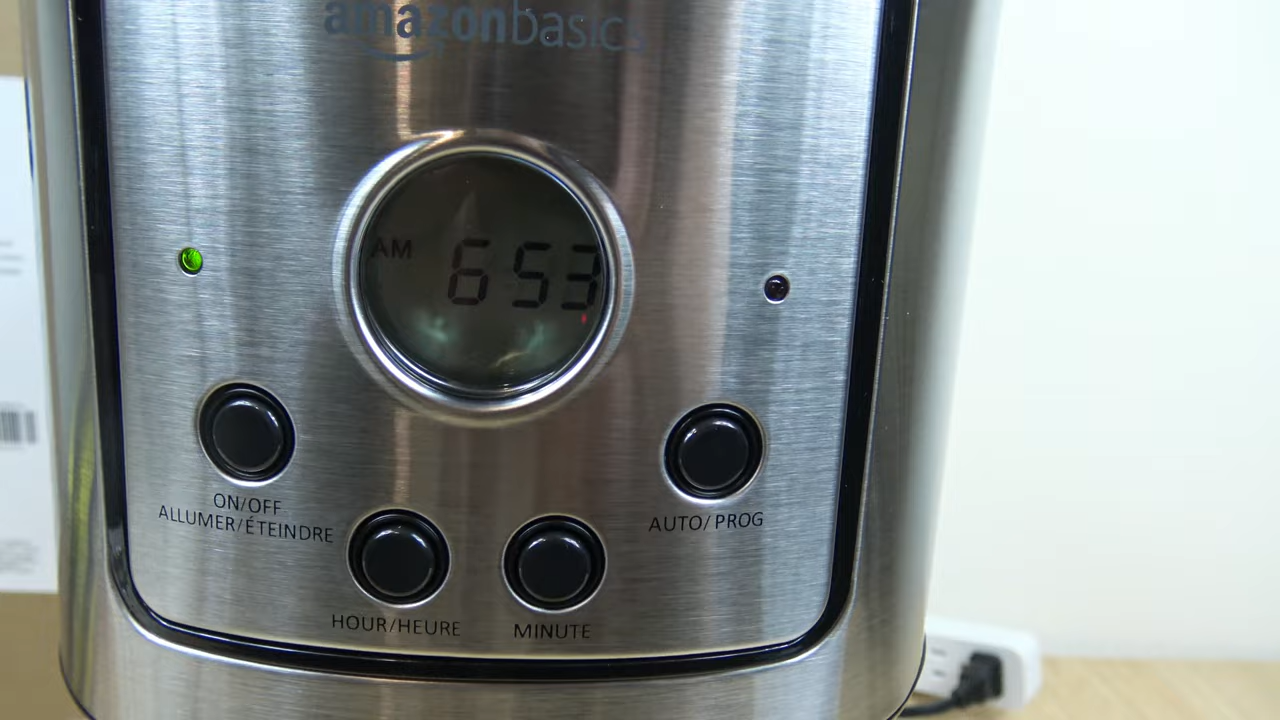 amazonbasics
AM 653
ON/OFF
ALLUMER/ÉTEINDRE
AUTO/PROG
HOUR/HEURE
MINUTE